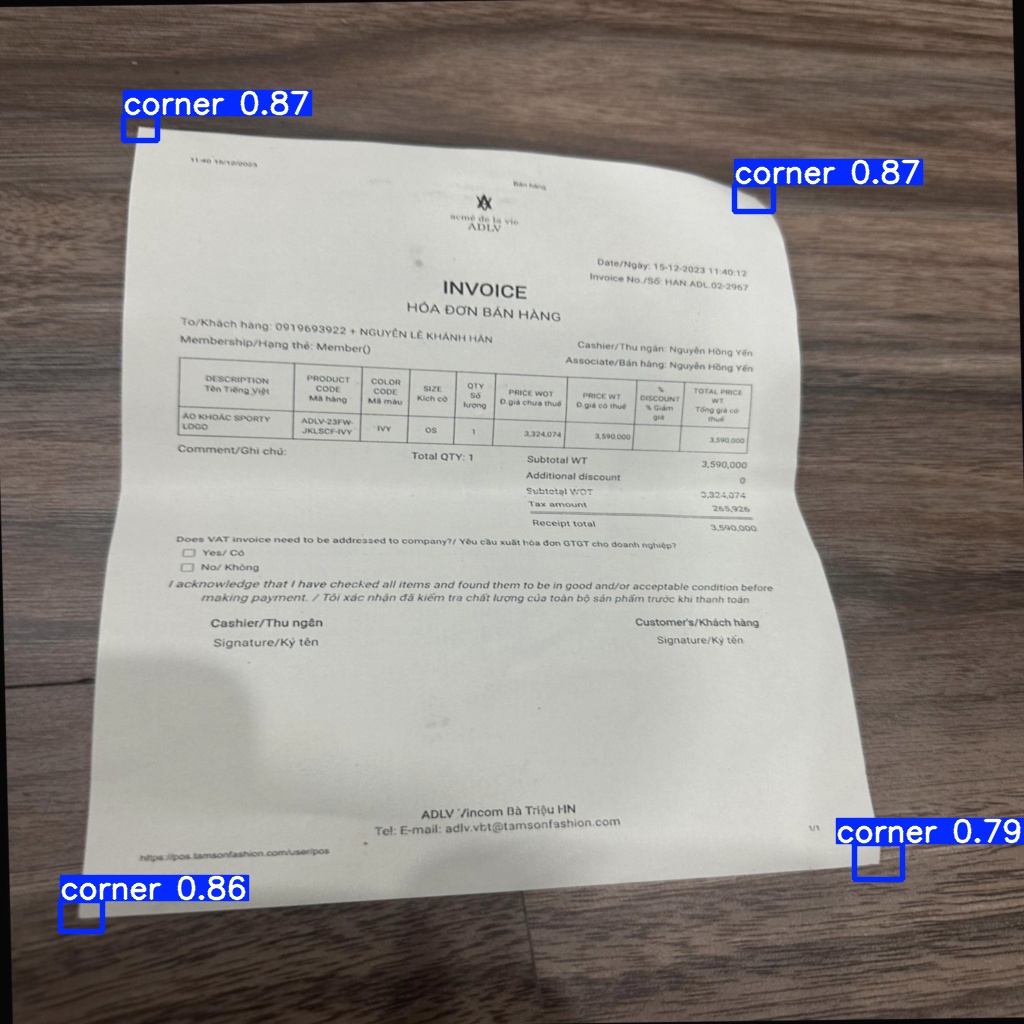 corner 0.87
corner 0.87
11:40 15/12/2023
Bán hàng
acmé de la vie
ADLV
Date/Ngày: 15-12-2023 11:40:12
Invoice No./Số: HAN.ADL.02-2967
INVOICE
HÓA ĐƠN BÁN HÀNG
To/Khách hàng: 0919693922 + NGUYỄN LÊ KHÁNH HÂN
Membership/Hạng thẻ: Member()
Cashier/Thu ngân: Nguyễn Hồng Yến
Associate/Bán hàng: Nguyễn Hồng Yến
DESCRIPTION Tên Tiếng Việt
PRODUCT CODE Mã hàng
COLOR CODE Mã màu
SIZE Kích cỡ
QTY Số lượng
PRICE WOT Đ.giá chưa thuế
PRICE WT Đ.giá có thuế
% DISCOUNT % Giảm giá
TOTAL PRICE WT Tổng giá có thuế
ÁO KHOÁC SPORTY LOGO
ADLV-23FW-JKLSCF-IVY
IVY
OS
1
3,324,074
3,590,000
3,590,000
Comment/Ghi chú:
Total QTY: 1
Subtotal WT 3,590,000
Additional discount 0
Subtotal WOT 3,324,074
Tax amount 265,926
Receipt total 3,590,000
Does VAT invoice need to be addressed to company?/ Yêu cầu xuất hóa đơn GTGT cho doanh nghiệp?
Yes/ Có
No/ Không
I acknowledge that I have checked all items and found them to be in good and/or acceptable condition before
making payment. / Tôi xác nhận đã kiểm tra chất lượng của toàn bộ sản phẩm trước khi thanh toán
Cashier/Thu ngân
Signature/Ký tên
Customer's/Khách hàng
Signature/Ký tến
ADLV Vincom Bà Triệu HN
Tel: E-mail: adlv.vbt@tamsonfashion.com
1/1
https://pos.tamsonfashion.com/user/pos
corner 0.79
corner 0.86